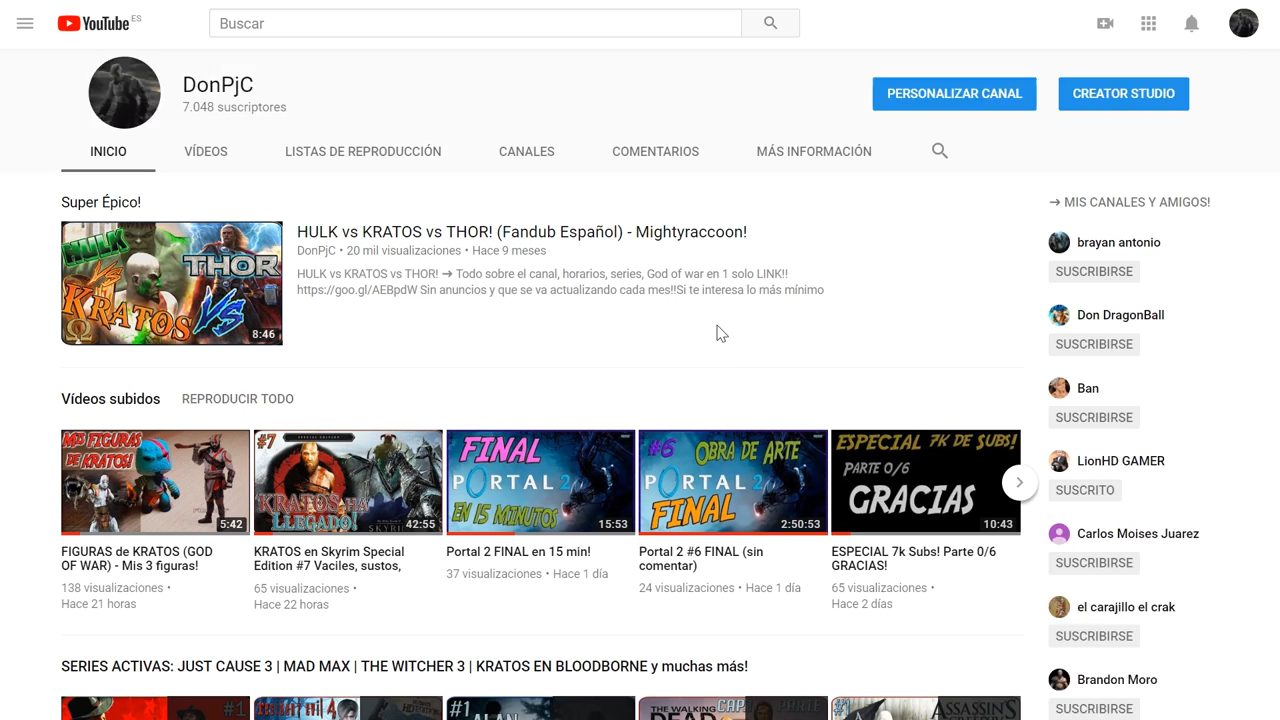 YouTube ES
Buscar
DonPjC
7.048 suscriptores
PERSONALIZAR CANAL
CREATOR STUDIO
INICIO
VÍDEOS
LISTAS DE REPRODUCCIÓN
CANALES
COMENTARIOS
MÁS INFORMACIÓN
Super Épico!
HULK
VS
THOR
KRATOS
VS
8:46
HULK vs KRATOS vs THOR! (Fandub Español) - Mightyraccoon!
DonPjC • 20 mil visualizaciones • Hace 9 meses
HULK vs KRATOS vs THOR! ➜ Todo sobre el canal, horarios, series, God of war en 1 solo LINK!!
https://goo.gl/AEBpdW Sin anuncios y que se va actualizando cada mes!!Si te interesa lo más mínimo
Vídeos subidos
REPRODUCIR TODO
MIS FIGURAS
DE KRATOS!
5:42
FIGURAS de KRATOS (GOD
OF WAR) - Mis 3 figuras!
138 visualizaciones •
Hace 21 horas
#7
KRATOS HA
LLEGADO!
SKYRIM
42:55
KRATOS en Skyrim Special
Edition #7 Vaciles, sustos,
65 visualizaciones •
Hace 22 horas
FINAL
PORTAL 2
EN 15 MINUTOS
15:53
Portal 2 FINAL en 15 min!
37 visualizaciones • Hace 1 día
#6 OBRA DE ARTE
PORTAL 2
FINAL
2:50:53
Portal 2 #6 FINAL (sin
comentar)
24 visualizaciones • Hace 1 día
ESPECIAL 7K DE SUBS!
PARTE 0/6
GRACIAS
10:43
ESPECIAL 7k Subs! Parte 0/6
GRACIAS!
65 visualizaciones •
Hace 2 días
SERIES ACTIVAS: JUST CAUSE 3 | MAD MAX | THE WITCHER 3 | KRATOS EN BLOODBORNE y muchas más!
#1
#1
ALAN
THE WALKING
#1
ASSASSIN'S
➔ MIS CANALES Y AMIGOS!
brayan antonio
SUSCRIBIRSE
Don DragonBall
SUSCRIBIRSE
Ban
SUSCRIBIRSE
LionHD GAMER
SUSCRITO
Carlos Moises Juarez
SUSCRIBIRSE
el carajillo el crak
SUSCRIBIRSE
Brandon Moro
SUSCRIBIRSE